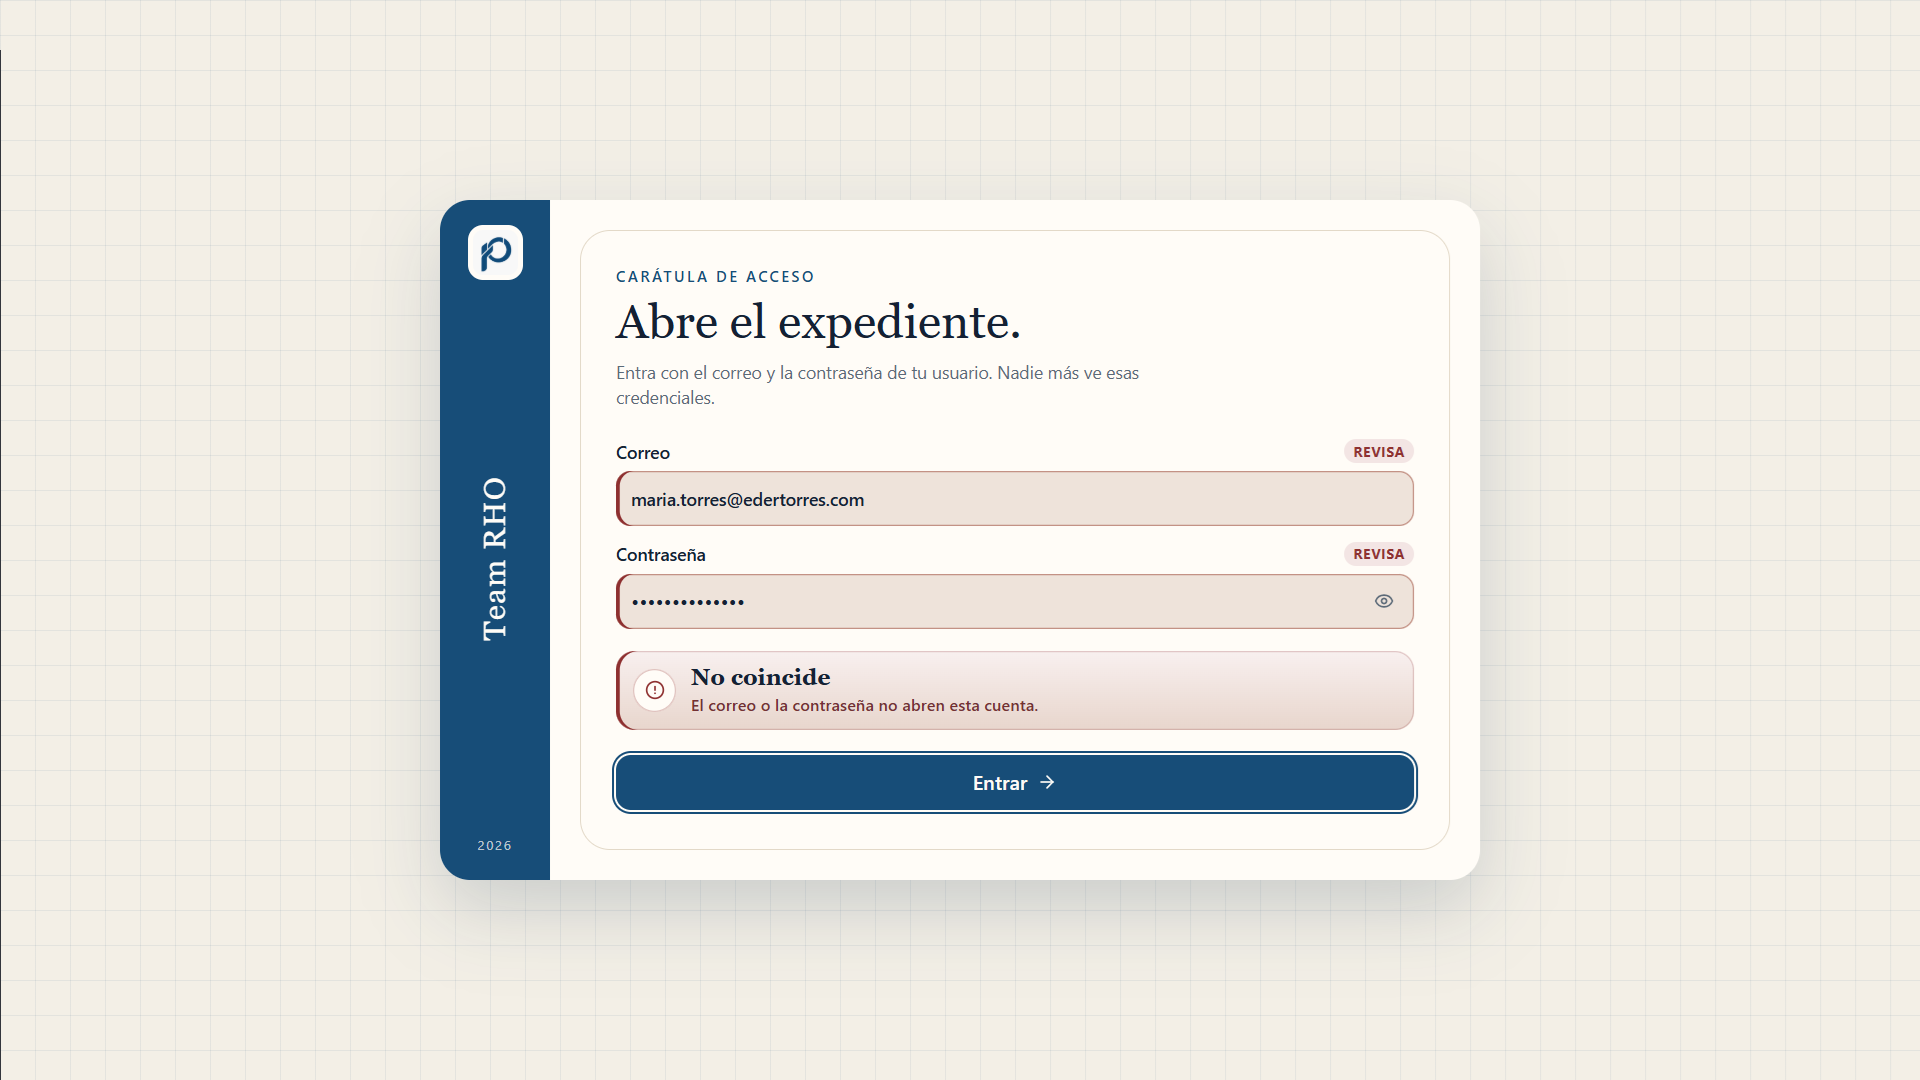 Team RHO
2026
CARÁTULA DE ACCESO
Abre el expediente.
Entra con el correo y la contraseña de tu usuario. Nadie más ve esas
credenciales.
Correo
REVISA
maria.torres@edertorres.com
Contraseña
REVISA
••••••••••••••
No coincide
El correo o la contraseña no abren esta cuenta.
Entrar →